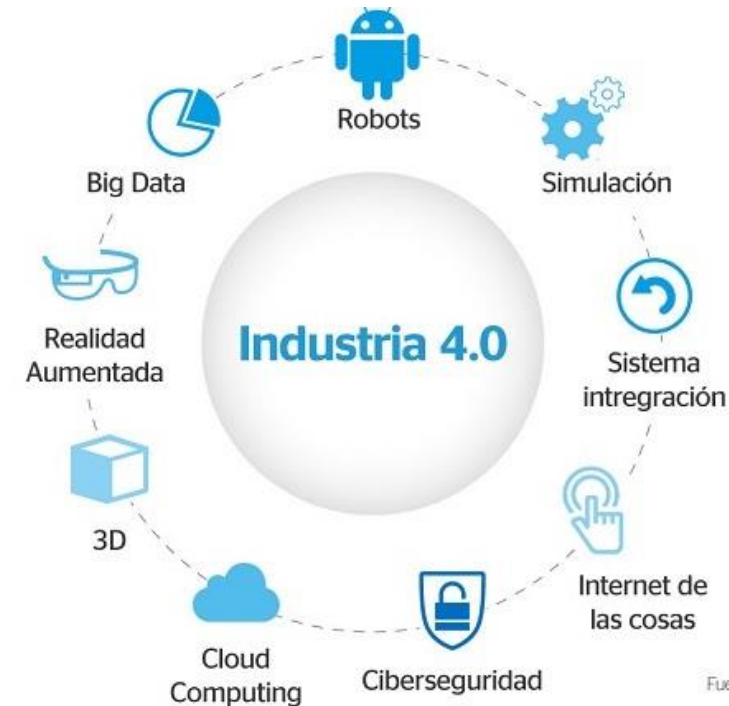 Robots
Simulación
Sistema
intregración
Internet de
las cosas
Ciberseguridad
Cloud
Computing
3D
Realidad
Aumentada
Big Data
Industria 4.0